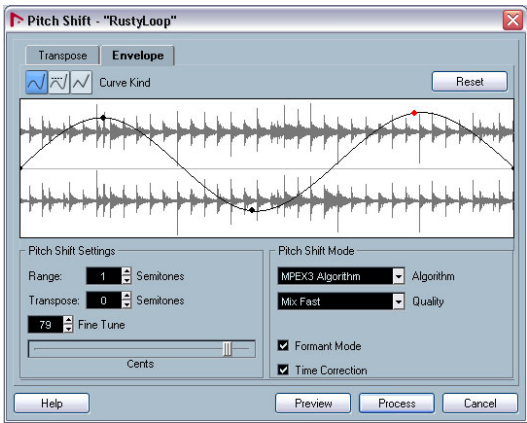 Pitch Shift - "RustyLoop"
Transpose Envelope
Curve Kind Reset
Pitch Shift Settings
Range: 1 Semitones
Transpose: 0 Semitones
79 Fine Tune
Cents
Pitch Shift Mode
MPEX3 Algorithm Algorithm
Mix Fast Quality
Formant Mode
Time Correction
Help Preview Process Cancel